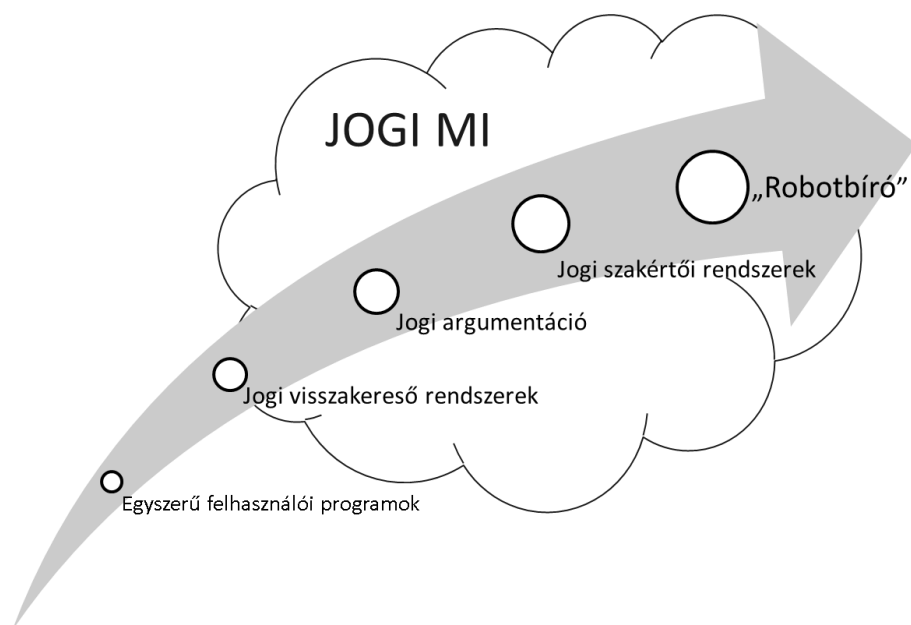 JOGI MI
„Robotbíró”
Jogi szakértői rendszerek
Jogi argumentáció
Jogi visszakereső rendszerek
Egyszerű felhasználói programok